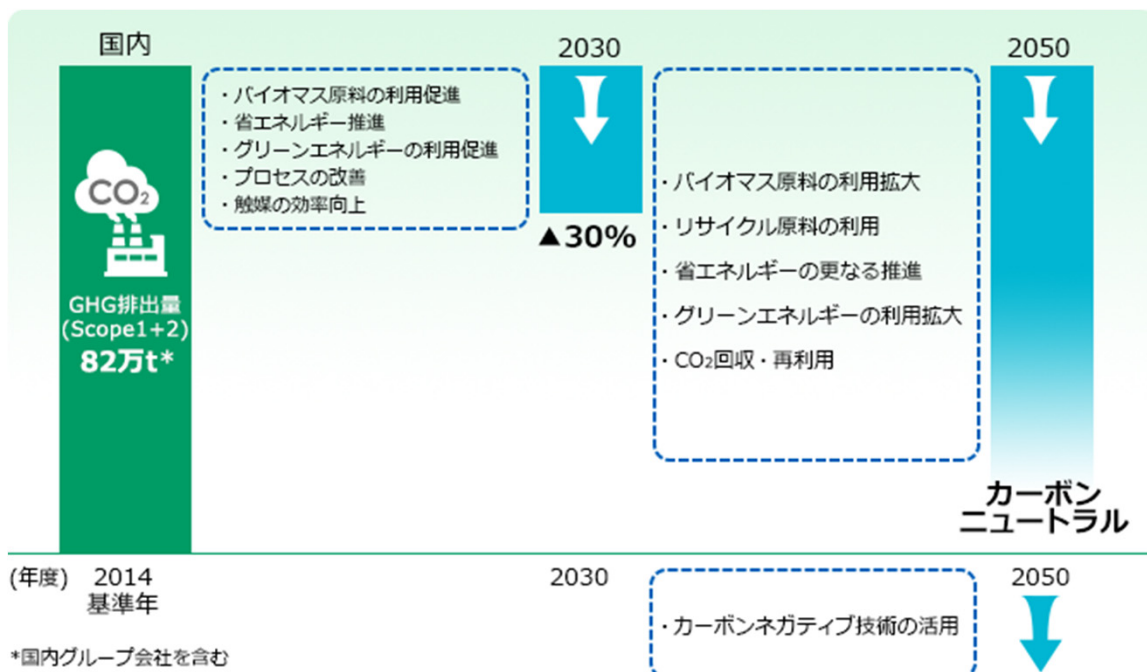 国内
CO₂
GHG排出量
(Scope1+2)
82万t*
・バイオマス原料の利用促進
・省エネルギー推進
・グリーンエネルギーの利用促進
・プロセスの改善
・触媒の効率向上
2030
▲30%
・バイオマス原料の利用拡大
・リサイクル原料の利用
・省エネルギーの更なる推進
・グリーンエネルギーの利用拡大
・CO₂回収・再利用
2050
カーボン
ニュートラル
(年度)
2014
基準年
2030
・カーボンネガティブ技術の活用
2050
*国内グループ会社を含む